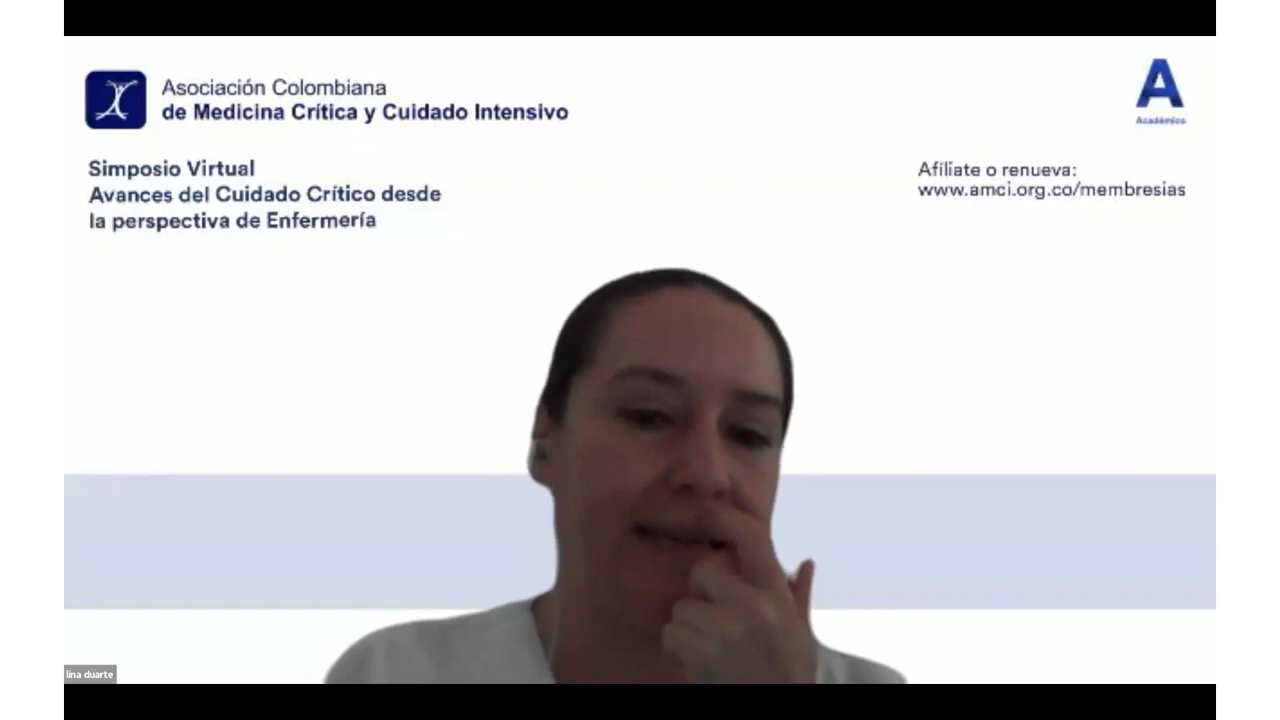 Asociación Colombiana
de Medicina Crítica y Cuidado Intensivo
A
Académico
Simposio Virtual
Avances del Cuidado Crítico desde
la perspectiva de Enfermería
Afíliate o renueva:
www.amci.org.co/membresias
lina duarte